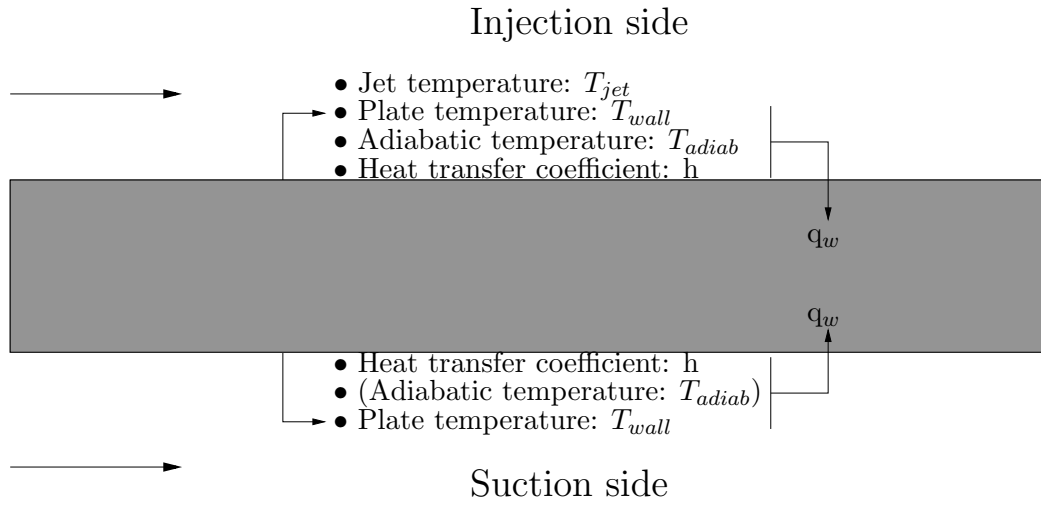 Injection side
• Jet temperature: T_jet
• Plate temperature: T_wall
• Adiabatic temperature: T_adiab
• Heat transfer coefficient: h
q_w
q_w
• Heat transfer coefficient: h
• (Adiabatic temperature: T_adiab)
• Plate temperature: T_wall
Suction side